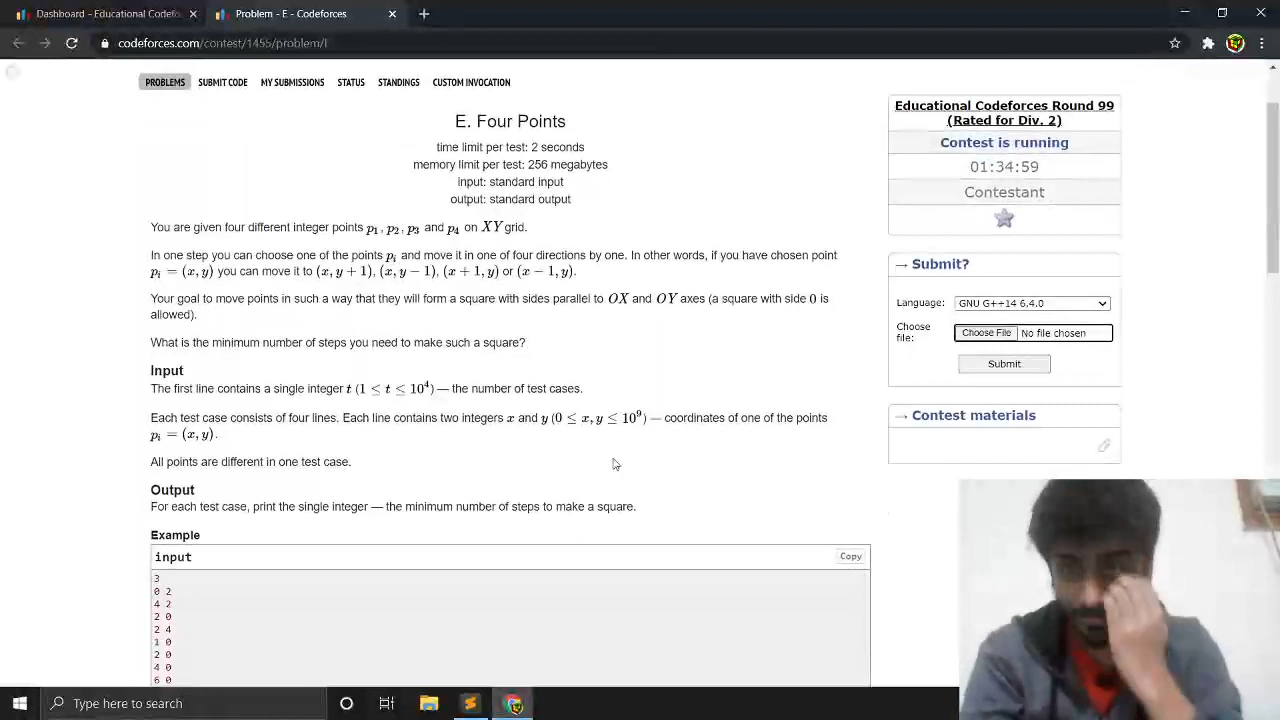 Dashboard - Educational Codefo
Problem - E - Codeforces
codeforces.com/contest/1455/problem/I
PROBLEMS SUBMIT CODE MY SUBMISSIONS STATUS STANDINGS CUSTOM INVOCATION
E. Four Points
time limit per test: 2 seconds
memory limit per test: 256 megabytes
input: standard input
output: standard output
You are given four different integer points p1, p2, p3 and p4 on XY grid.
In one step you can choose one of the points pi and move it in one of four directions by one. In other words, if you have chosen point
pi = (x, y) you can move it to (x, y + 1), (x, y − 1), (x + 1, y) or (x − 1, y).
Your goal to move points in such a way that they will form a square with sides parallel to OX and OY axes (a square with side 0 is
allowed).
What is the minimum number of steps you need to make such a square?
Input
The first line contains a single integer t (1 ≤ t ≤ 10^4) — the number of test cases.
Each test case consists of four lines. Each line contains two integers x and y (0 ≤ x, y ≤ 10^9) — coordinates of one of the points
pi = (x, y).
All points are different in one test case.
Output
For each test case, print the single integer — the minimum number of steps to make a square.
Example
input
Copy
3
0 2
4 2
2 0
2 4
1 0
2 0
4 0
6 0
Educational Codeforces Round 99
(Rated for Div. 2)
Contest is running
01:34:59
Contestant
→ Submit?
Language: GNU G++14 6.4.0
Choose
file:
Choose File No file chosen
Submit
→ Contest materials
Type here to search